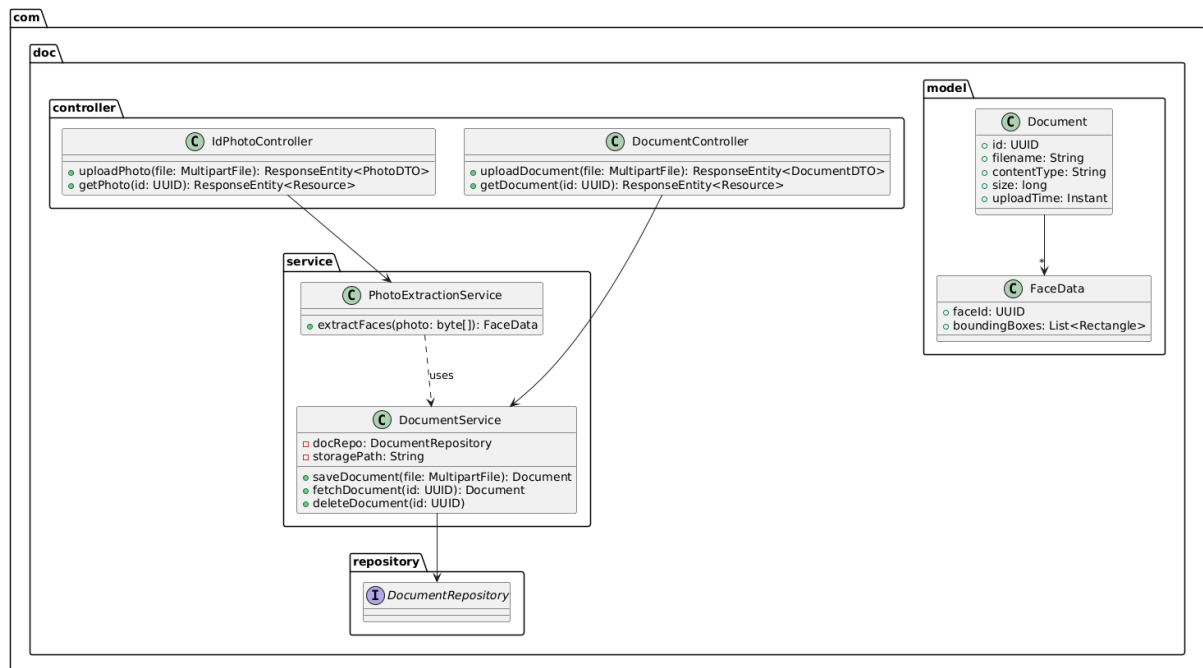 com
doc
controller
C IdPhotoController
uploadPhoto(file: MultipartFile): ResponseEntity<PhotoDTO>
getPhoto(id: UUID): ResponseEntity<Resource>
C DocumentController
uploadDocument(file: MultipartFile): ResponseEntity<DocumentDTO>
getDocument(id: UUID): ResponseEntity<Resource>
model
C Document
id: UUID
filename: String
contentType: String
size: long
uploadTime: Instant
*
C FaceData
faceId: UUID
boundingBoxes: List<Rectangle>
service
C PhotoExtractionService
extractFaces(photo: byte[]): FaceData
uses
C DocumentService
docRepo: DocumentRepository
storagePath: String
saveDocument(file: MultipartFile): Document
fetchDocument(id: UUID): Document
deleteDocument(id: UUID)
repository
I DocumentRepository